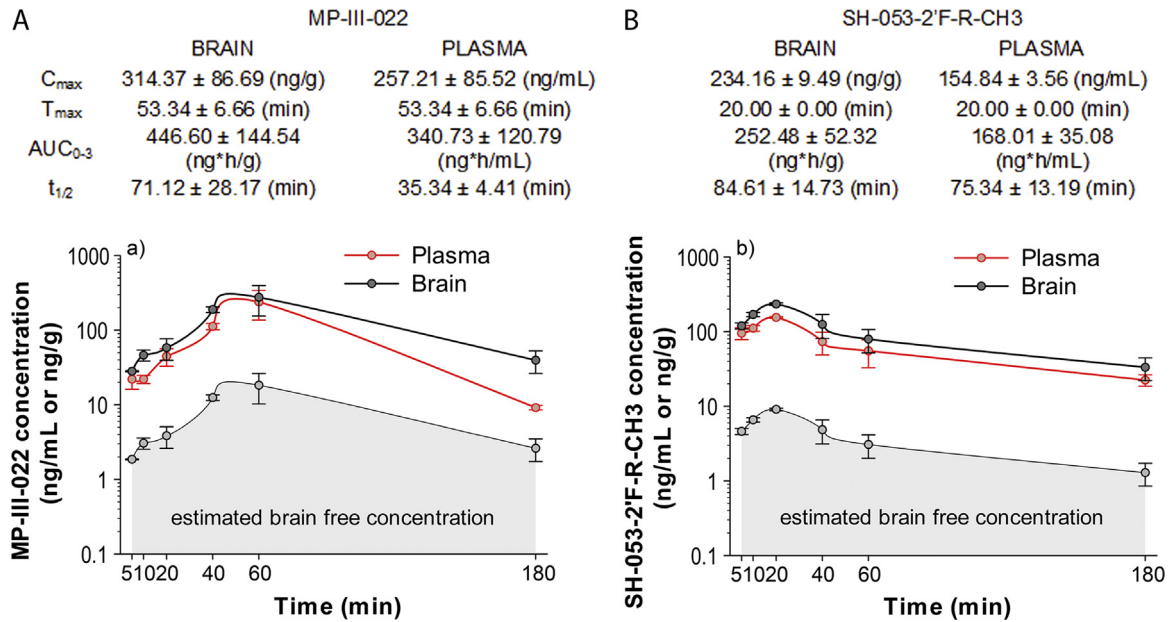 A
MP-III-022
BRAIN PLASMA
Cmax 314.37 ± 86.69 (ng/g) 257.21 ± 85.52 (ng/mL)
Tmax 53.34 ± 6.66 (min) 53.34 ± 6.66 (min)
AUC0-3 446.60 ± 144.54 340.73 ± 120.79
(ng*h/g) (ng*h/mL)
t1/2 71.12 ± 28.17 (min) 35.34 ± 4.41 (min)
a)
Plasma
Brain
MP-III-022 concentration
(ng/mL or ng/g)
1000
100
10
1
0.1
estimated brain free concentration
5 10 20 40 60 180
Time (min)
B
SH-053-2'F-R-CH3
BRAIN PLASMA
234.16 ± 9.49 (ng/g) 154.84 ± 3.56 (ng/mL)
20.00 ± 0.00 (min) 20.00 ± 0.00 (min)
252.48 ± 52.32 168.01 ± 35.08
(ng*h/g) (ng*h/mL)
84.61 ± 14.73 (min) 75.34 ± 13.19 (min)
b)
Plasma
Brain
SH-053-2'F-R-CH3 concentration
(ng/mL or ng/g)
1000
100
10
1
0.1
estimated brain free concentration
5 10 20 40 60 180
Time (min)